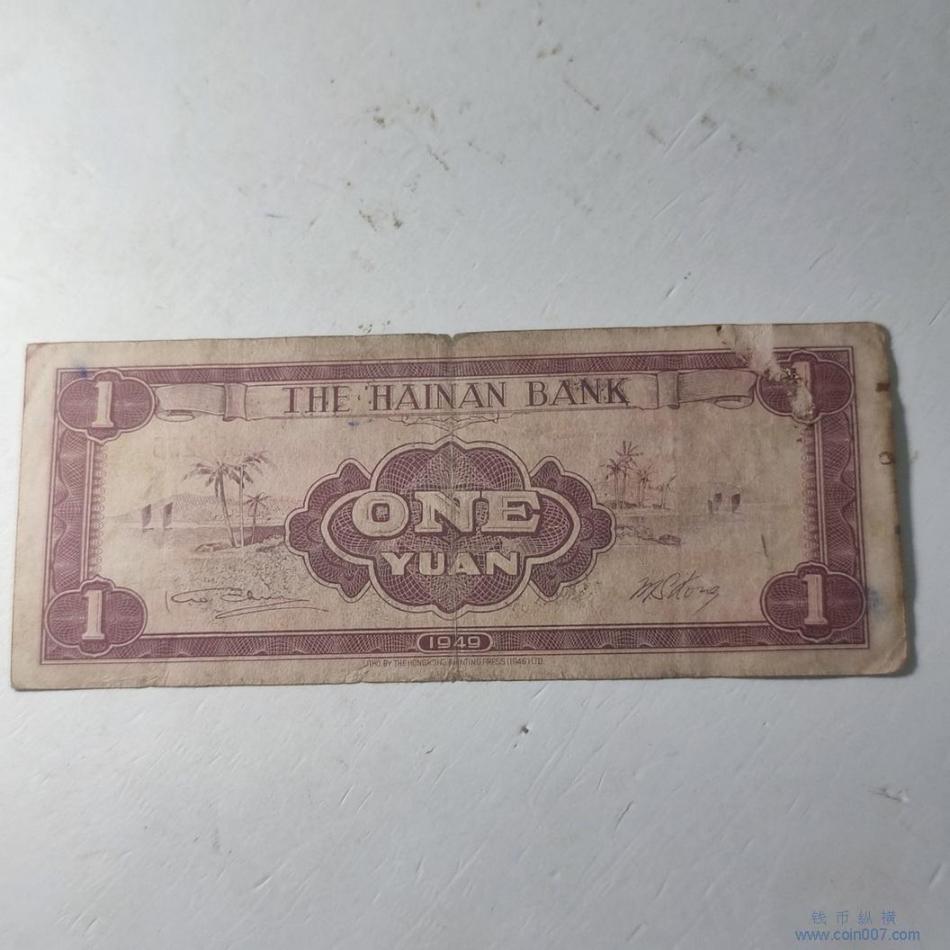 1 THE HAINAN BANK 1
ONE
YUAN
1 1
1949
LITHO BY THE HONGKONG PRINTING PRESS (1946) LTD.
钱币纵横
www.coin007.com